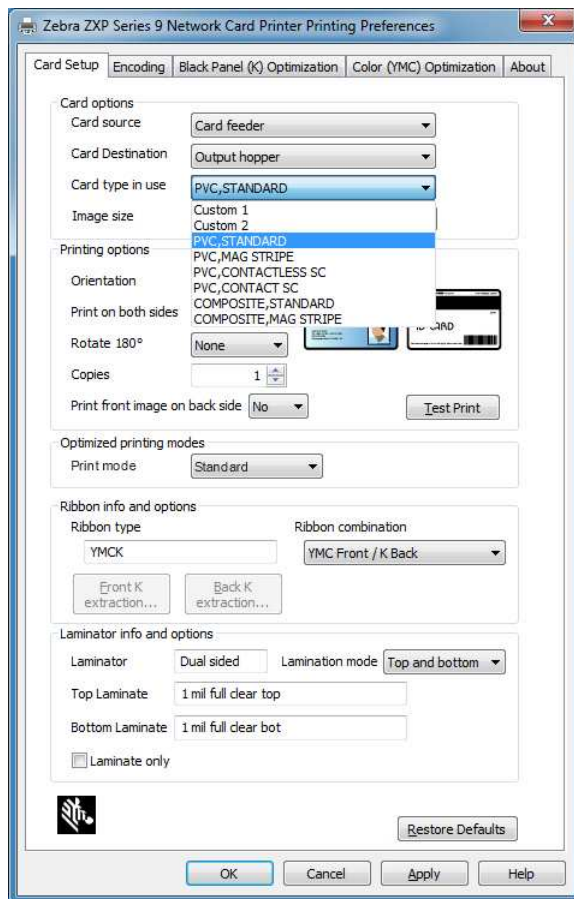 Zebra ZXP Series 9 Network Card Printer Printing Preferences
Card Setup Encoding Black Panel (K) Optimization Color (YMC) Optimization About
Card options
Card source Card feeder
Card Destination Output hopper
Card type in use PVC,STANDARD
Image size
Custom 1
Custom 2
PVC,STANDARD
PVC,MAG STRIPE
PVC,CONTACTLESS SC
PVC,CONTACT SC
COMPOSITE,STANDARD
COMPOSITE,MAG STRIPE
Printing options
Orientation
Print on both sides
Rotate 180° None
Copies 1
Print front image on back side No Test Print
Optimized printing modes
Print mode Standard
Ribbon info and options
Ribbon type Ribbon combination
YMCK YMC Front / K Back
Front K extraction... Back K extraction...
Laminator info and options
Laminator Dual sided Lamination mode Top and bottom
Top Laminate 1 mil full clear top
Bottom Laminate 1 mil full clear bot
Laminate only
Restore Defaults
OK Cancel Apply Help